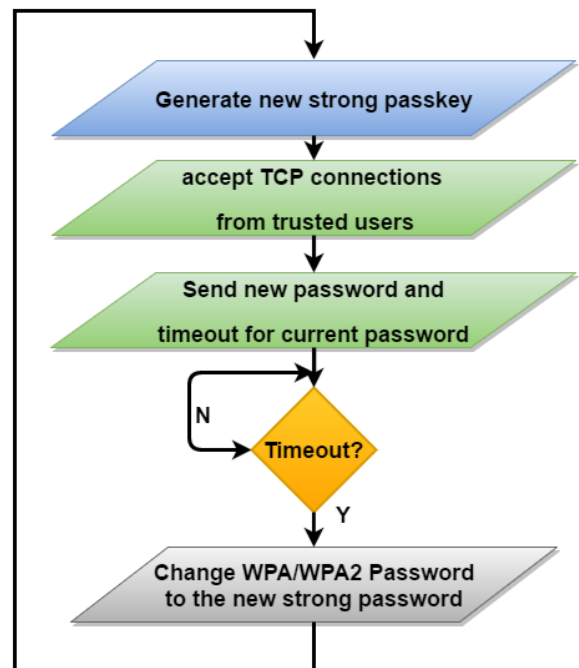 Generate new strong passkey
accept TCP connections
from trusted users
Send new password and
timeout for current password
N
Timeout?
Y
Change WPA/WPA2 Password
to the new strong password